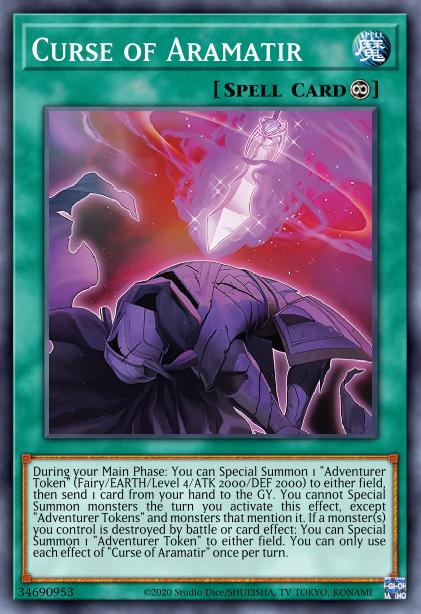 CURSE OF ARAMATIR
SPELL
魔
[SPELL CARD]
During your Main Phase: You can Special Summon 1 "Adventurer
Token" (Fairy/EARTH/Level 4/ATK 2000/DEF 2000) to either field,
then send 1 card from your hand to the GY. You cannot Special
Summon monsters the turn you activate this effect, except
"Adventurer Tokens" and monsters that mention it. If a monster(s)
you control is destroyed by battle or card effect: You can Special
Summon 1 "Adventurer Token" to either field. You can only use
each effect of "Curse of Aramatir" once per turn.
34690953
©2020 Studio Dice/SHUEISHA, TV TOKYO, KONAMI